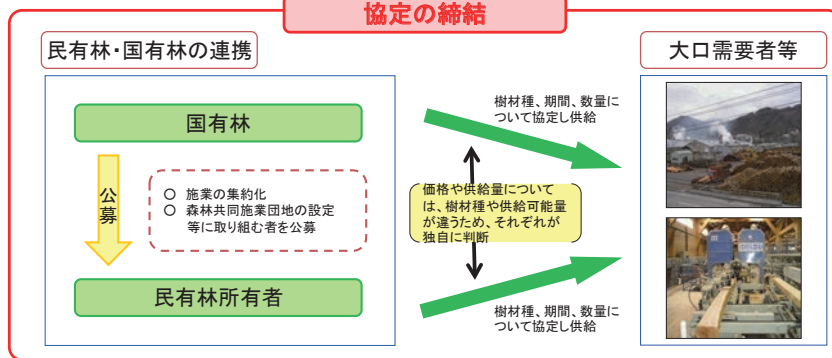 協定の締結
民有林・国有林の連携
大口需要者等
国有林
公募
○ 施業の集約化
○ 森林共同施業団地の設定
等に取り組む者を公募
民有林所有者
樹材種、期間、数量に
ついて協定し供給
価格や供給量について
は、樹材種や供給可能量
が違うため、それぞれが
独自に判断
樹材種、期間、数量に
ついて協定し供給